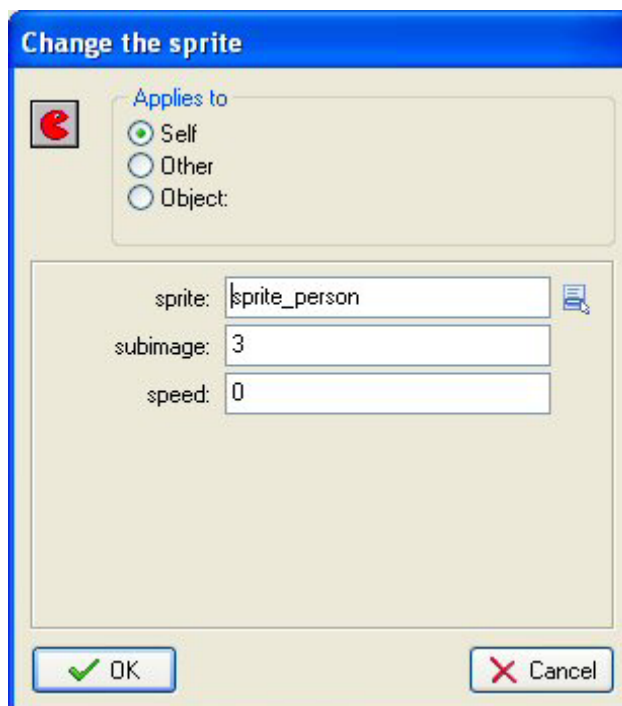 Change the sprite
Applies to
Self
Other
Object:
sprite: sprite_person
subimage: 3
speed: 0
OK Cancel